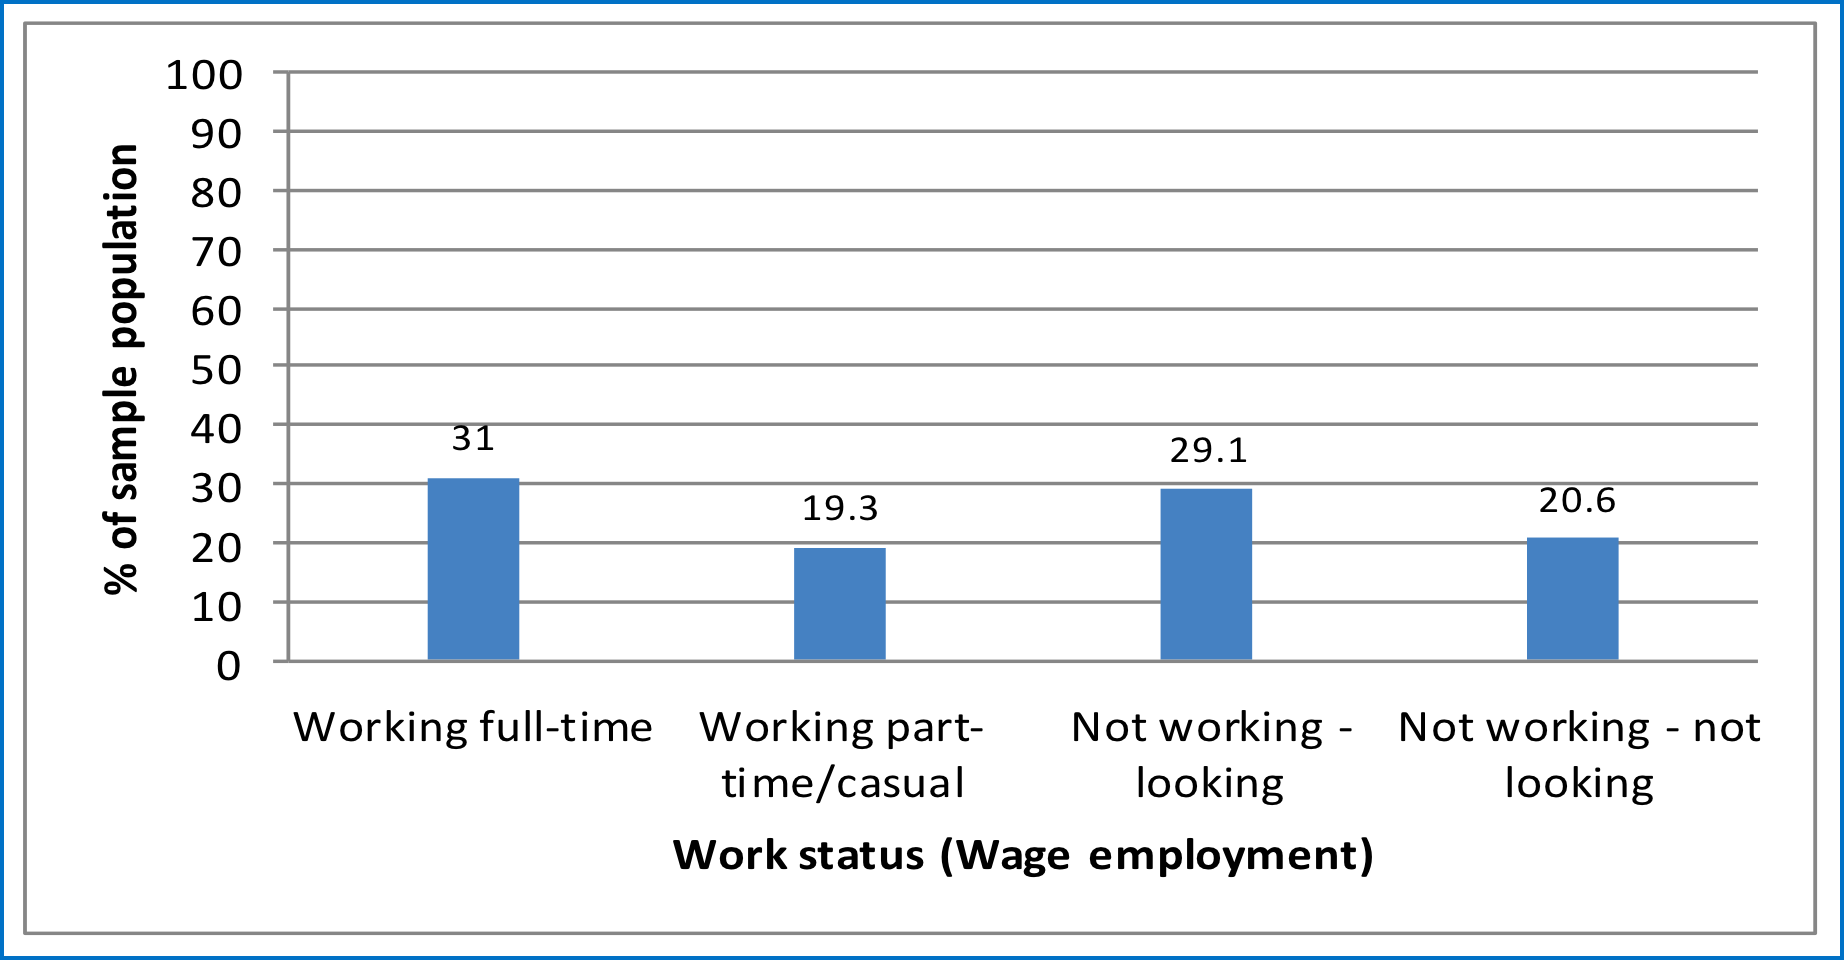 100
90
80
70
60
50
40
30
20
10
0
% of sample population
31
19.3
29.1
20.6
Working full-time
Working part-
time/casual
Not working -
looking
Not working - not
looking
Work status (Wage employment)